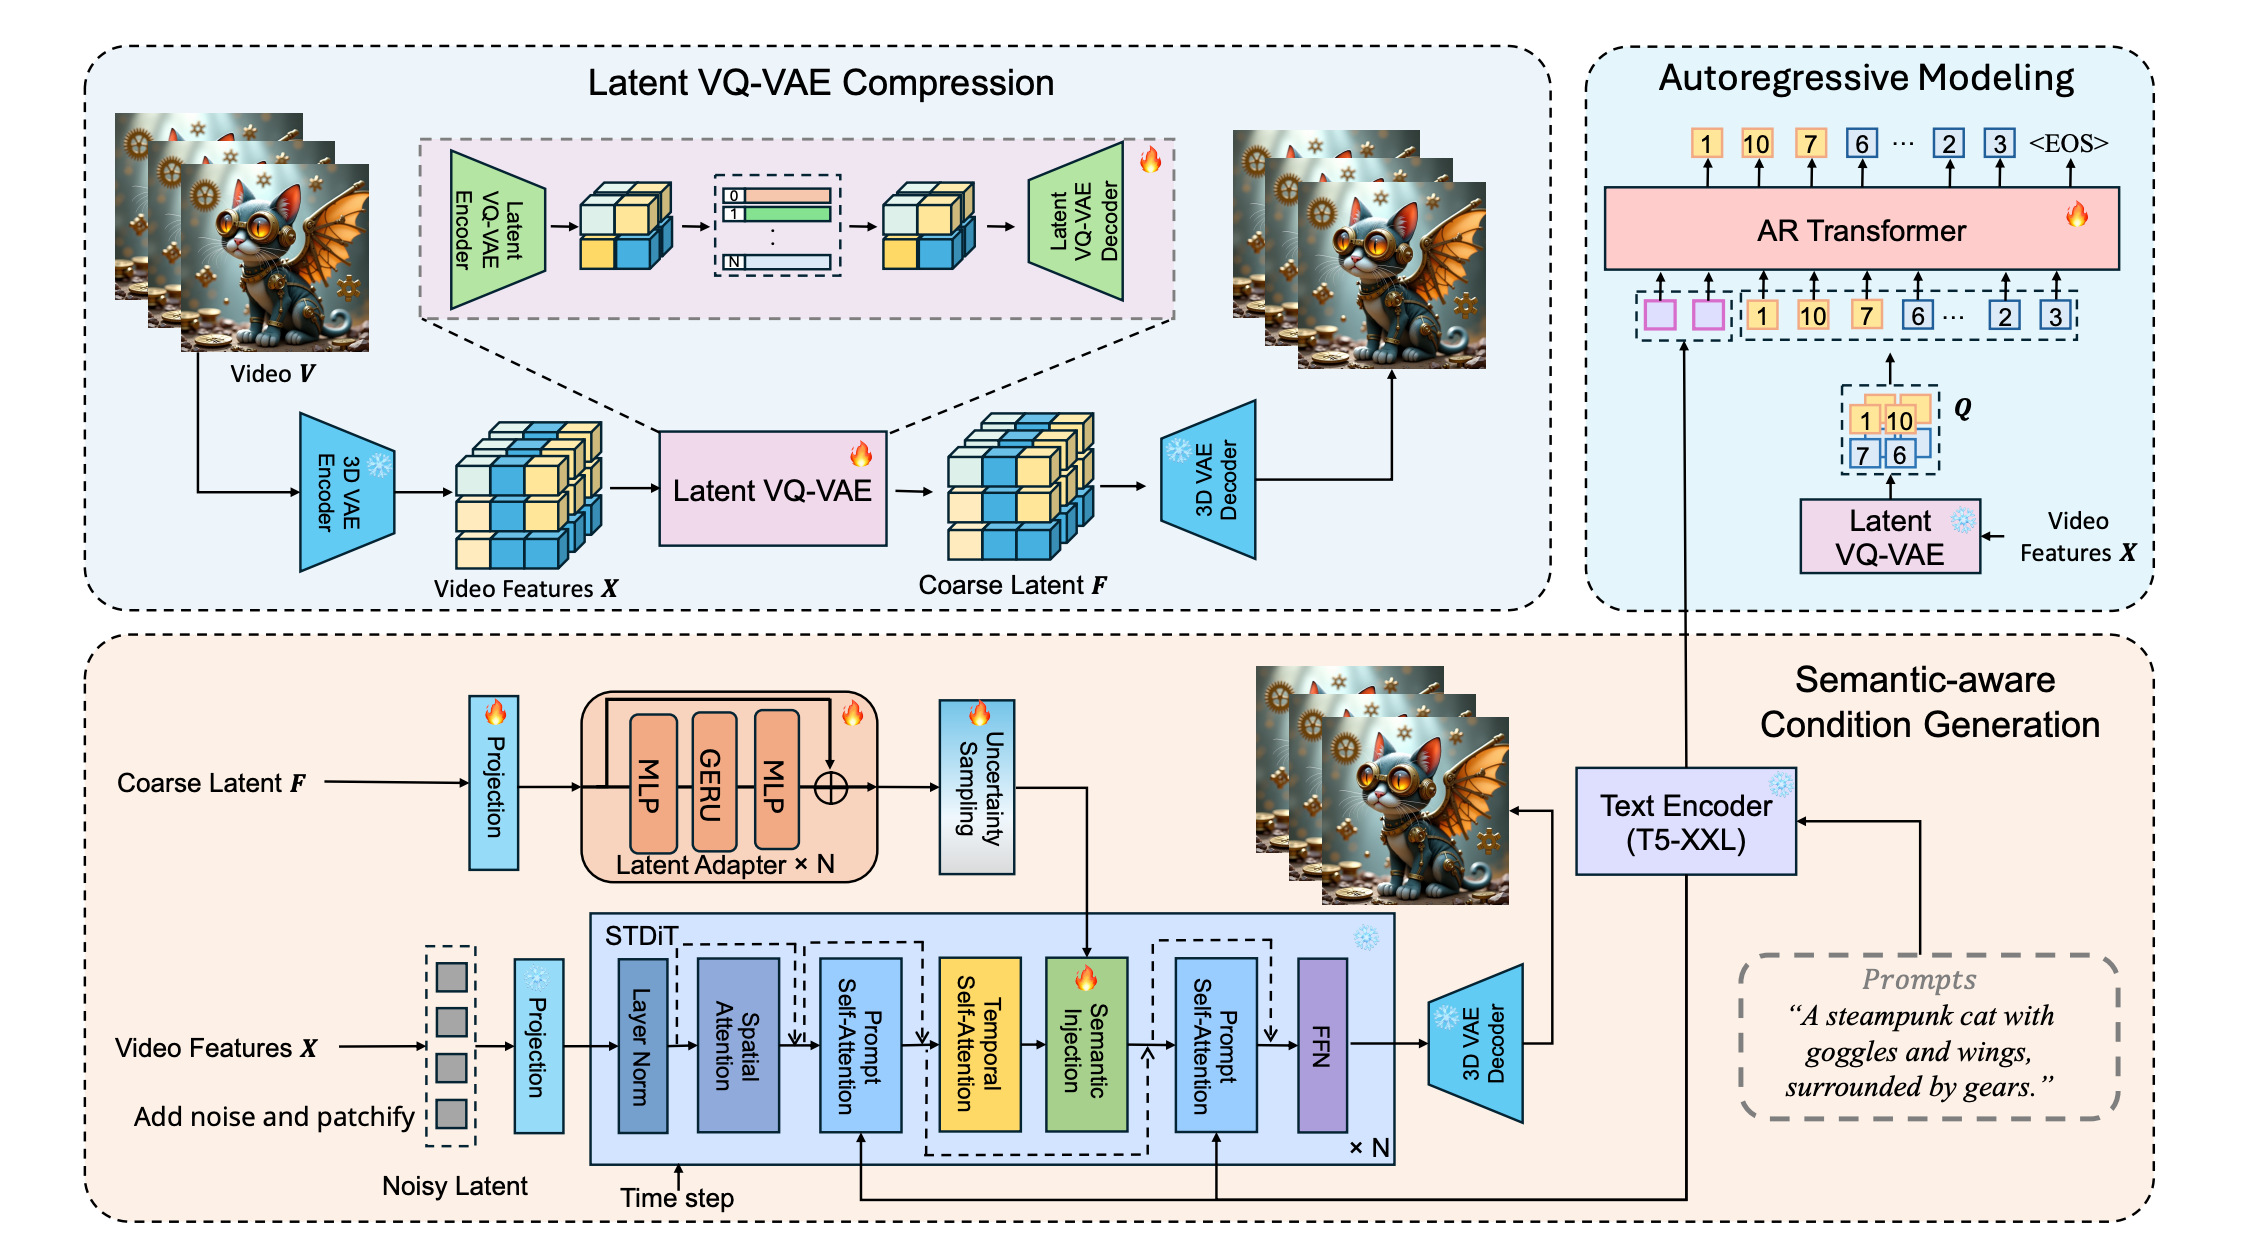 Latent VQ-VAE Compression
Latent
VQ-VAE
Encoder
0
1
.
.
N
Latent
VQ-VAE
Decoder
Video V
3D VAE
Encoder
Video Features X
Latent VQ-VAE
Coarse Latent F
3D VAE
Decoder
Autoregressive Modeling
1 10 7 6 ... 2 3 <EOS>
AR Transformer
1 10 7 6 ... 2 3
1 10
7 6
Q
Latent
VQ-VAE
Video
Features X
Semantic-aware
Condition Generation
Coarse Latent F
Projection
MLP
GERU
MLP
Latent Adapter × N
Uncertainty
Sampling
Text Encoder
(T5-XXL)
Prompts
“A steampunk cat with
goggles and wings,
surrounded by gears.”
Video Features X
Add noise and patchify
Noisy Latent
Projection
STDiT
Layer Norm
Spatial
Attention
Prompt
Self-Attention
Temporal
Self-Attention
Semantic
Injection
Prompt
Self-Attention
FFN
× N
Time step
3D VAE
Decoder